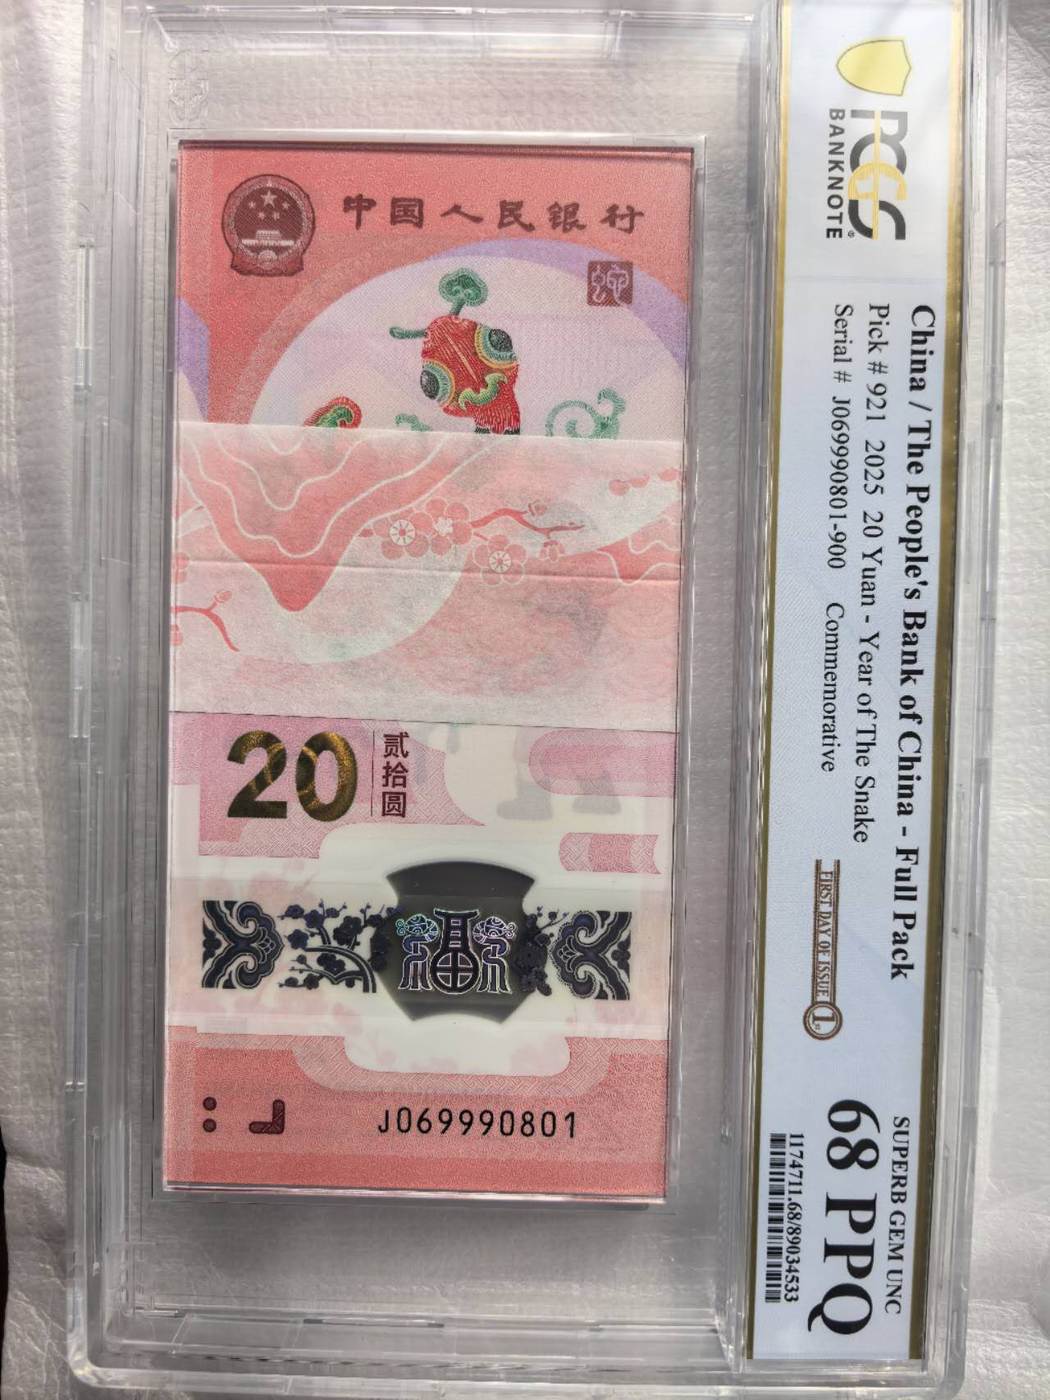 中国人民银行
20
贰拾圆
J069990801
PCGS
BANKNOTE
China / The People's Bank of China - Full Pack
Pick # 921 2025 20 Yuan - Year of The Snake
Serial # J069990801-900 Commemorative
FIRST DAY OF ISSUE 1
SUPERB GEM UNC
68 PPQ
1174711.68/89034533